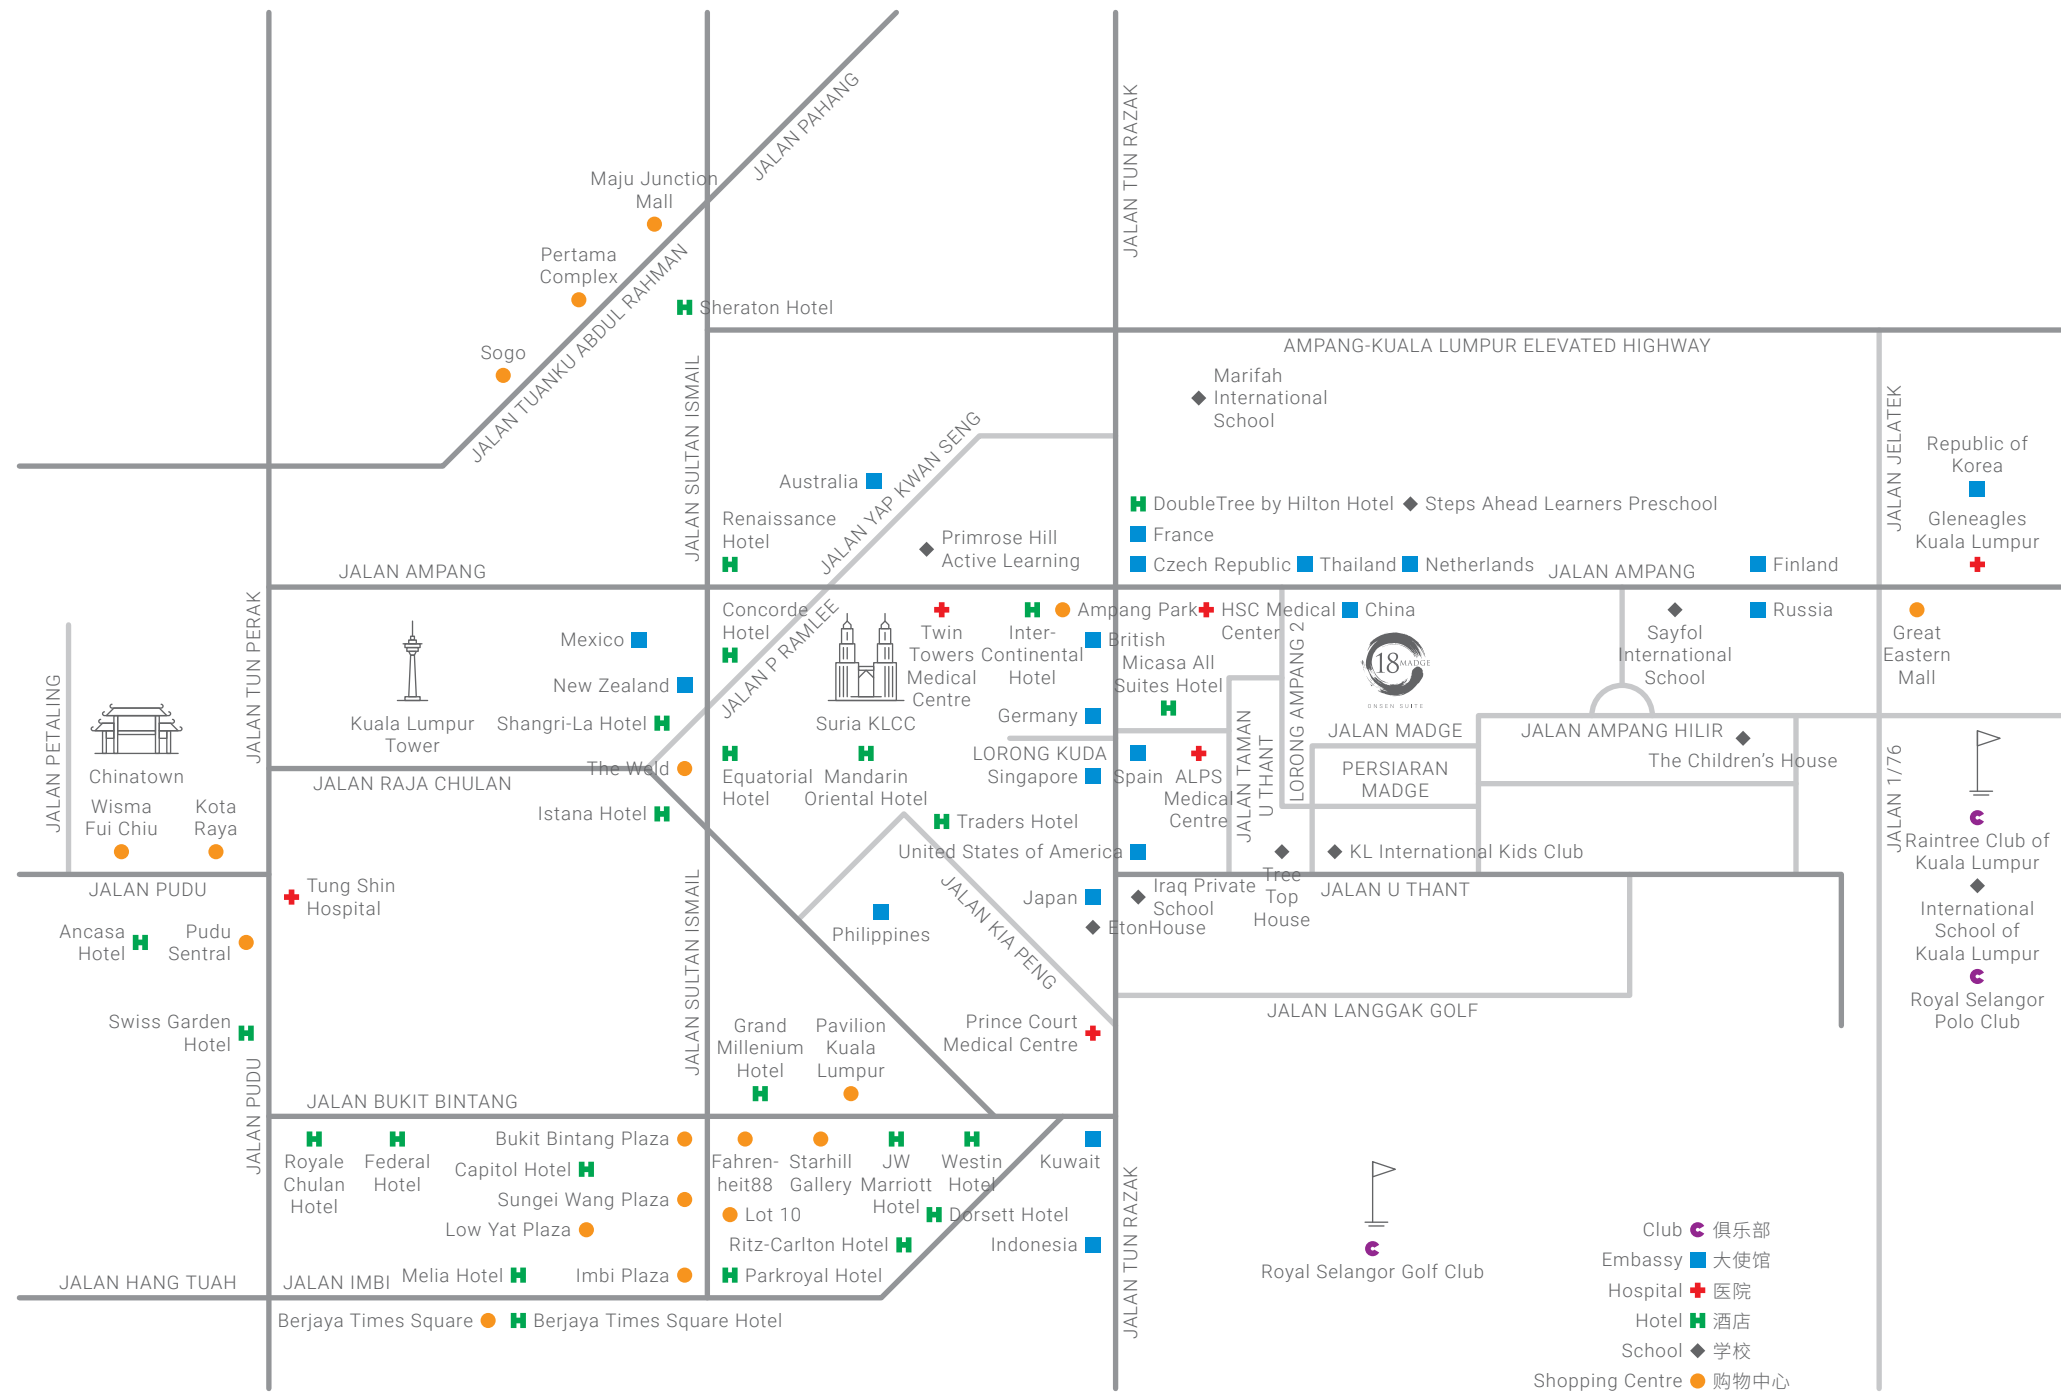 JALAN PAHANG
JALAN TUN RAZAK
Maju Junction
Mall
Pertama
Complex
JALAN TUANKU ABDUL RAHMAN
Sheraton Hotel
Sogo
AMPANG-KUALA LUMPUR ELEVATED HIGHWAY
JALAN SULTAN ISMAIL
Marifah
International
School
JALAN JELATEK
JALAN YAP KWAN SENG
Republic of
Korea
Australia
DoubleTree by Hilton Hotel
Steps Ahead Learners Preschool
Renaissance
Hotel
Primrose Hill
Active Learning
France
Gleneagles
Kuala Lumpur
Czech Republic
Thailand
Netherlands
JALAN AMPANG
Finland
JALAN AMPANG
JALAN TUN PERAK
Concorde
Hotel
JALAN P RAMLEE
Twin
Towers
Medical
Centre
Inter-
Continental
Hotel
Ampang Park
HSC Medical
Center
China
Russia
Mexico
British
LORONG AMPANG 2
18 MADGE
ONSEN SUITE
Sayfol
International
School
Great
Eastern
Mall
Micasa All
Suites Hotel
New Zealand
JALAN PETALING
Kuala Lumpur
Tower
Shangri-La Hotel
Suria KLCC
Germany
JALAN MADGE
JALAN AMPANG HILIR
Chinatown
JALAN RAJA CHULAN
The Weld
Equatorial
Hotel
Mandarin
Oriental Hotel
LORONG KUDA
Singapore
Spain
ALPS
Medical
Centre
JALAN TAMAN
U THANT
PERSIARAN
MADGE
The Children's House
JALAN 1/76
Wisma
Fui Chiu
Kota
Raya
Istana Hotel
Traders Hotel
Raintree Club of
Kuala Lumpur
United States of America
KL International Kids Club
JALAN PUDU
Tung Shin
Hospital
JALAN KIA PENG
Japan
Iraq Private
School
Tree
Top
House
JALAN U THANT
International
School of
Kuala Lumpur
Ancasa
Hotel
Pudu
Sentral
JALAN SULTAN ISMAIL
Philippines
EtonHouse
Swiss Garden
Hotel
Grand
Millenium
Hotel
Pavilion
Kuala
Lumpur
Prince Court
Medical Centre
JALAN LANGGAK GOLF
Royal Selangor
Polo Club
JALAN PUDU
JALAN BUKIT BINTANG
Royale
Chulan
Hotel
Federal
Hotel
Bukit Bintang Plaza
Capitol Hotel
Sungei Wang Plaza
Low Yat Plaza
Fahren-
heit88
Starhill
Gallery
JW
Marriott
Hotel
Westin
Hotel
Kuwait
JALAN TUN RAZAK
Lot 10
Dorsett Hotel
Ritz-Carlton Hotel
Indonesia
Royal Selangor Golf Club
JALAN HANG TUAH
JALAN IMBI
Melia Hotel
Imbi Plaza
Parkroyal Hotel
Berjaya Times Square
Berjaya Times Square Hotel
Club 俱乐部
Embassy 大使馆
Hospital 医院
Hotel 酒店
School 学校
Shopping Centre 购物中心